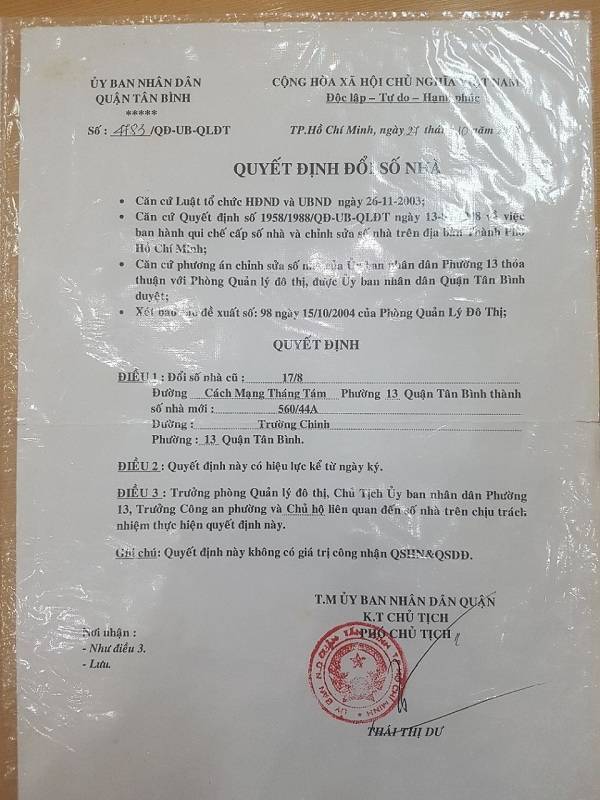 ỦY BAN NHÂN DÂN
QUẬN TÂN BÌNH
*****
Số : 4783/QĐ-UB-QLĐT
CỘNG HÒA XÃ HỘI CHỦ NGHĨA VIỆT NAM
Độc lập – Tự do – Hạnh phúc
TP.Hồ Chí Minh, ngày 27 tháng 10 năm
QUYẾT ĐỊNH ĐỔI SỐ NHÀ
• Căn cứ Luật tổ chức HĐND và UBND ngày 26-11-2003;
• Căn cứ Quyết định số 1958/1988/QĐ-UB-QLĐT ngày về việc
ban hành qui chế cấp số nhà và chỉnh sửa số nhà trên địa bàn Thành Phố
Hồ Chí Minh;
• Căn cứ phương án chỉnh sửa số nhà của Ủy ban nhân dân Phường 13 thỏa
thuận với Phòng Quản lý đô thị, được Ủy ban nhân dân Quận Tân Bình
duyệt;
• Xét báo cáo đề xuất số: 98 ngày 15/10/2004 của Phòng Quản Lý Đô Thị;
QUYẾT ĐỊNH
ĐIỀU 1 : Đổi số nhà cũ : 17/8
Đường Cách Mạng Tháng Tám Phường 13 Quận Tân Bình thành
số nhà mới : 560/44A
Đường : Trường Chinh
Phường : 13 Quận Tân Bình.
ĐIỀU 2 : Quyết định này có hiệu lực kể từ ngày ký.
ĐIỀU 3 : Trưởng phòng Quản lý đô thị, Chủ Tịch Ủy ban nhân dân Phường
13, Trưởng Công an phường và Chủ hộ liên quan đến số nhà trên chịu trách
nhiệm thực hiện quyết định này.
Ghi chú: Quyết định này không có giá trị công nhận QSHN&QSDĐ.
T.M ỦY BAN NHÂN DÂN QUẬN
K.T CHỦ TỊCH
PHÓ CHỦ TỊCH
Nơi nhận :
- Như điều 3.
- Lưu.
THÁI THỊ DƯ